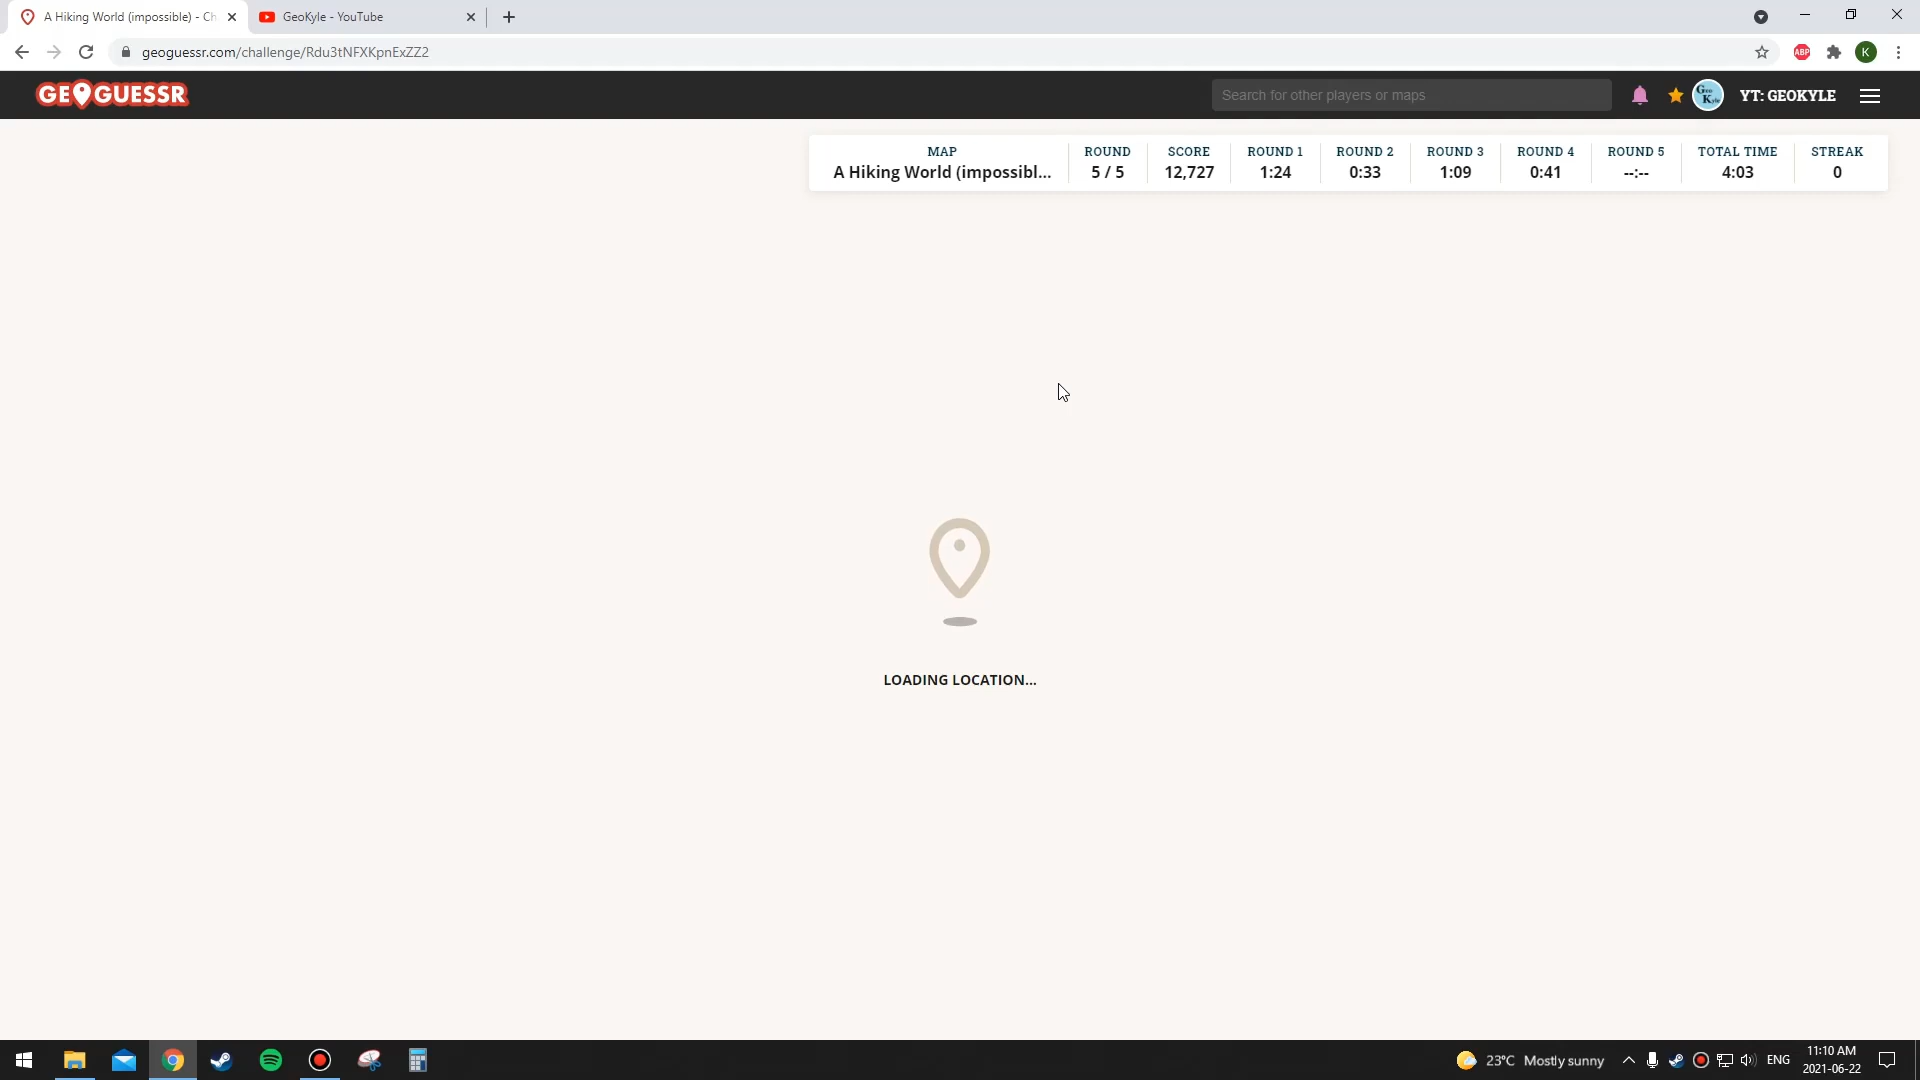 A Hiking World (impossible) - Ch
GeoKyle - YouTube
geoguessr.com/challenge/Rdu3tNFXKpnExZZ2
ABP
K
GEOGUESSR
Search for other players or maps
Geo
Kyle
YT: GEOKYLE
MAP
A Hiking World (impossibl...
ROUND
5 / 5
SCORE
12,727
ROUND 1
1:24
ROUND 2
0:33
ROUND 3
1:09
ROUND 4
0:41
ROUND 5
--:--
TOTAL TIME
4:03
STREAK
0
LOADING LOCATION...
23°C Mostly sunny
ENG
11:10 AM
2021-06-22